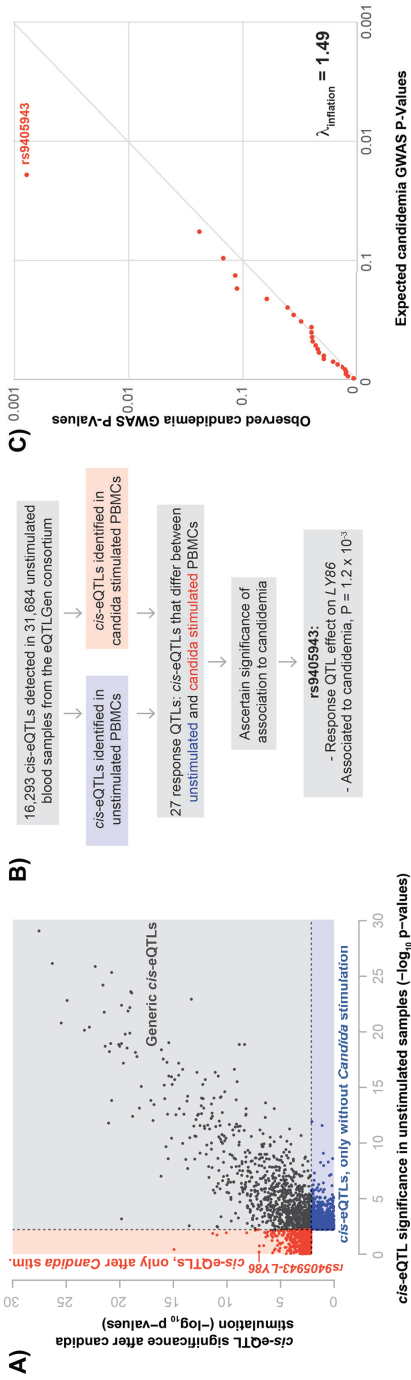 A)
cis-eQTL significance after candida
stimulation (−log10 p-values)
30
25
20
15
10
5
0
cis-eQTLs, only after Candida stim.
rs9405943-LY86
Generic cis-eQTLs
cis-eQTLs, only without Candida stimulation
0
5
10
15
20
25
30
cis-eQTL significance in unstimulated samples (−log10 p-values)
B)
16,293 cis-eQTLs detected in 31,684 unstimulated
blood samples from the eQTLGen consortium
cis-eQTLs identified in
unstimulated PBMCs
cis-eQTLs identified in
candida stimulated PBMCs
27 response QTLs: cis-eQTLs that differ between
unstimulated and candida stimulated PBMCs
Ascertain significance of
association to candidemia
rs9405943:
- Response QTL effect on LY86
- Associated to candidemia, P = 1.2 x 10-3
C)
Observed candidemia GWAS P-Values
0.001
0.01
0.1
0
rs9405943
λinflation = 1.49
0
0.1
0.01
0.001
Expected candidemia GWAS P-Values